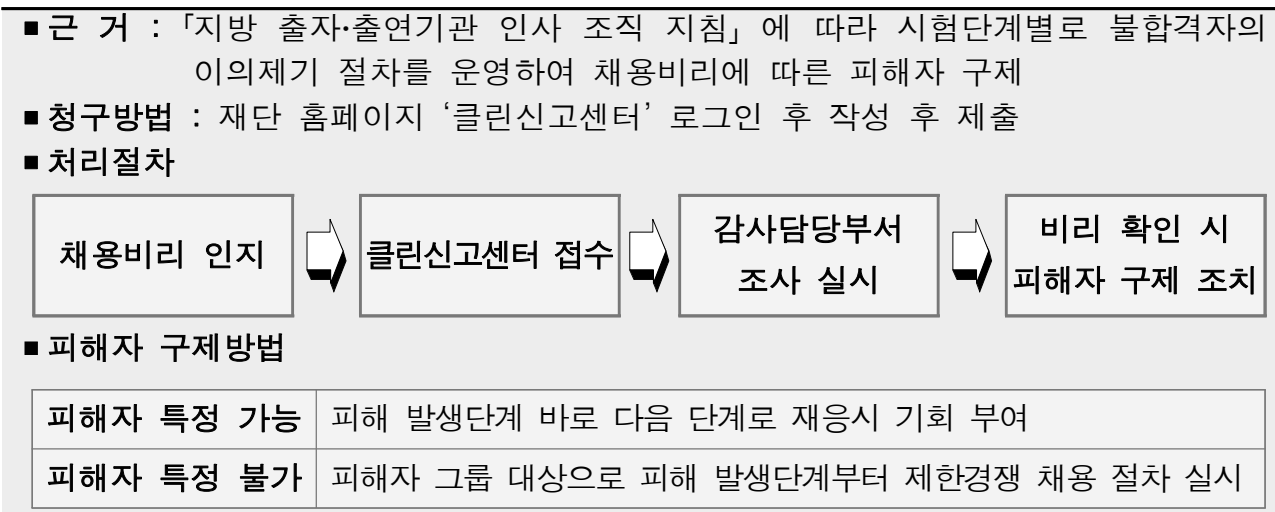 ■ 근 거 : 「지방 출자·출연기관 인사 조직 지침」에 따라 시험단계별로 불합격자의
이의제기 절차를 운영하여 채용비리에 따른 피해자 구제
■ 청구방법 : 재단 홈페이지 ‘클린신고센터’ 로그인 후 작성 후 제출
■ 처리절차
채용비리 인지
클린신고센터 접수
감사담당부서
조사 실시
비리 확인 시
피해자 구제 조치
■ 피해자 구제방법
피해자 특정 가능 피해 발생단계 바로 다음 단계로 재응시 기회 부여
피해자 특정 불가 피해자 그룹 대상으로 피해 발생단계부터 제한경쟁 채용 절차 실시